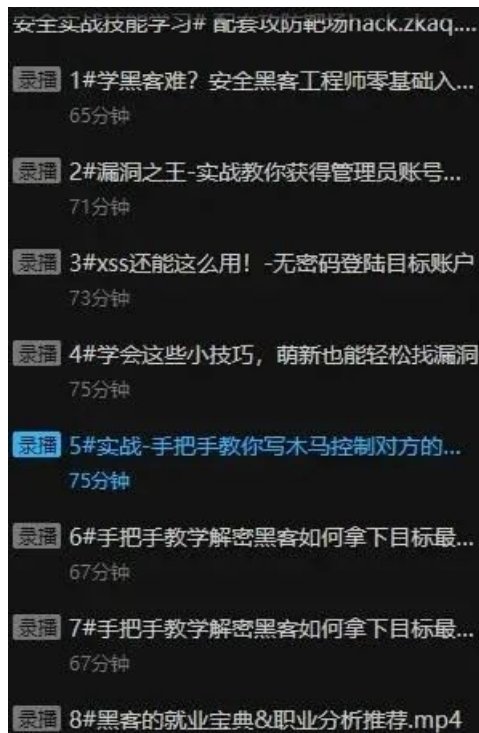 安全实战技能学习# 配套攻防靶场hack.zkaq....
录播 1#学黑客难？安全黑客工程师零基础入...
65分钟
录播 2#漏洞之王-实战教你获得管理员账号...
71分钟
录播 3#xss还能这么用！-无密码登陆目标账户
73分钟
录播 4#学会这些小技巧，萌新也能轻松找漏洞
75分钟
录播 5#实战-手把手教你写木马控制对方的...
75分钟
录播 6#手把手教学解密黑客如何拿下目标最...
67分钟
录播 7#手把手教学解密黑客如何拿下目标最...
67分钟
录播 8#黑客的就业宝典&职业分析推荐.mp4